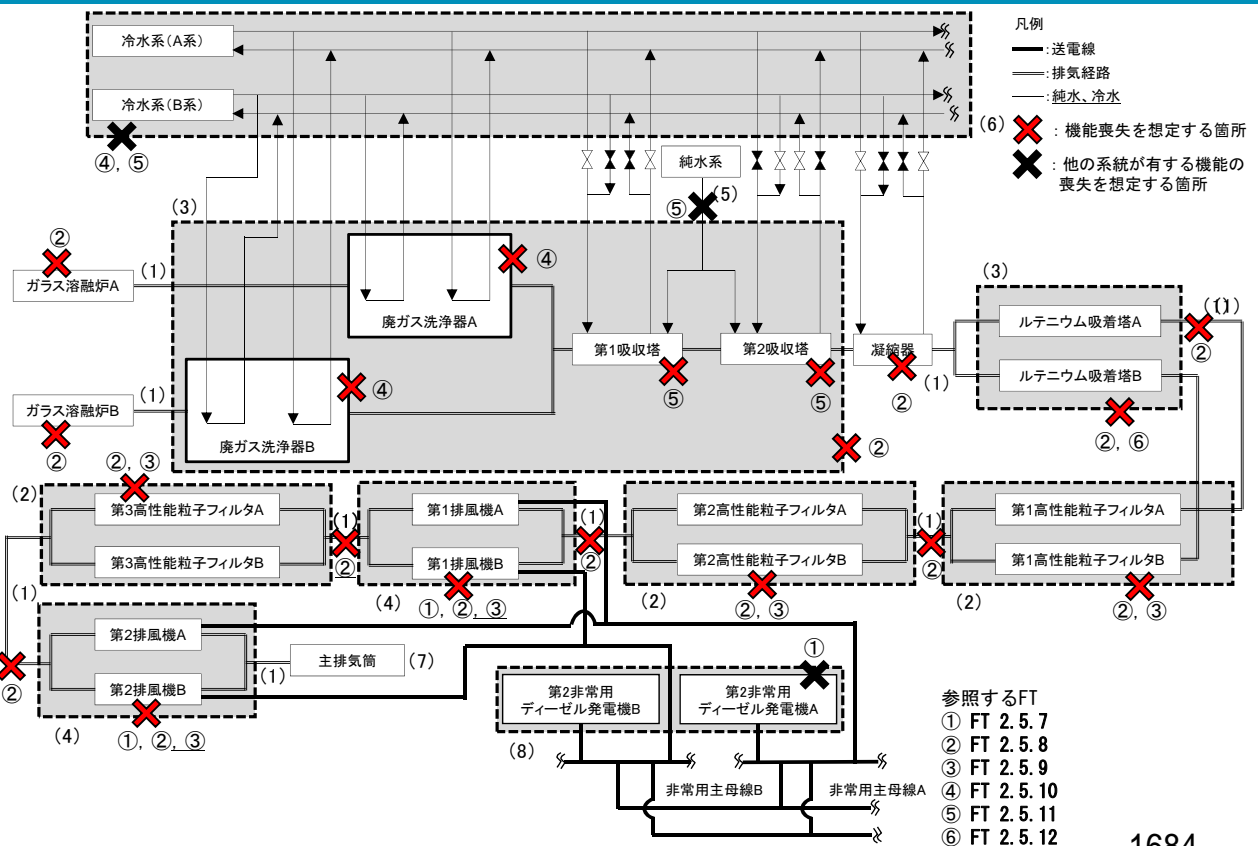 冷水系(A系)
冷水系(B系)
④, ⑤
凡例
:送電線
:排気経路
:純水、冷水
(6)
:機能喪失を想定する箇所
:他の系統が有する機能の
喪失を想定する箇所
純水系
⑤
(5)
(3)
②
ガラス溶融炉A
(1)
廃ガス洗浄器A
④
第1吸収塔
⑤
第2吸収塔
⑤
凝縮器
(1)
②
(3)
ルテニウム吸着塔A
ルテニウム吸着塔B
②, ⑥
②
ガラス溶融炉B
(1)
②
廃ガス洗浄器B
④
②
(2)
②, ③
第3高性能粒子フィルタA
第3高性能粒子フィルタB
(1)
②
第1排風機A
第1排風機B
(4)
①, ②, ③
(1)
②
第2高性能粒子フィルタA
第2高性能粒子フィルタB
(2)
②, ③
(1)
②
第1高性能粒子フィルタA
第1高性能粒子フィルタB
(2)
②, ③
(1)
②
第2排風機A
第2排風機B
(4)
①, ②, ③
(1)
主排気筒
(7)
①
第2非常用
ディーゼル発電機B
第2非常用
ディーゼル発電機A
(8)
非常用主母線B
非常用主母線A
参照するFT
① FT 2.5.7
② FT 2.5.8
③ FT 2.5.9
④ FT 2.5.10
⑤ FT 2.5.11
⑥ FT 2.5.12
1684